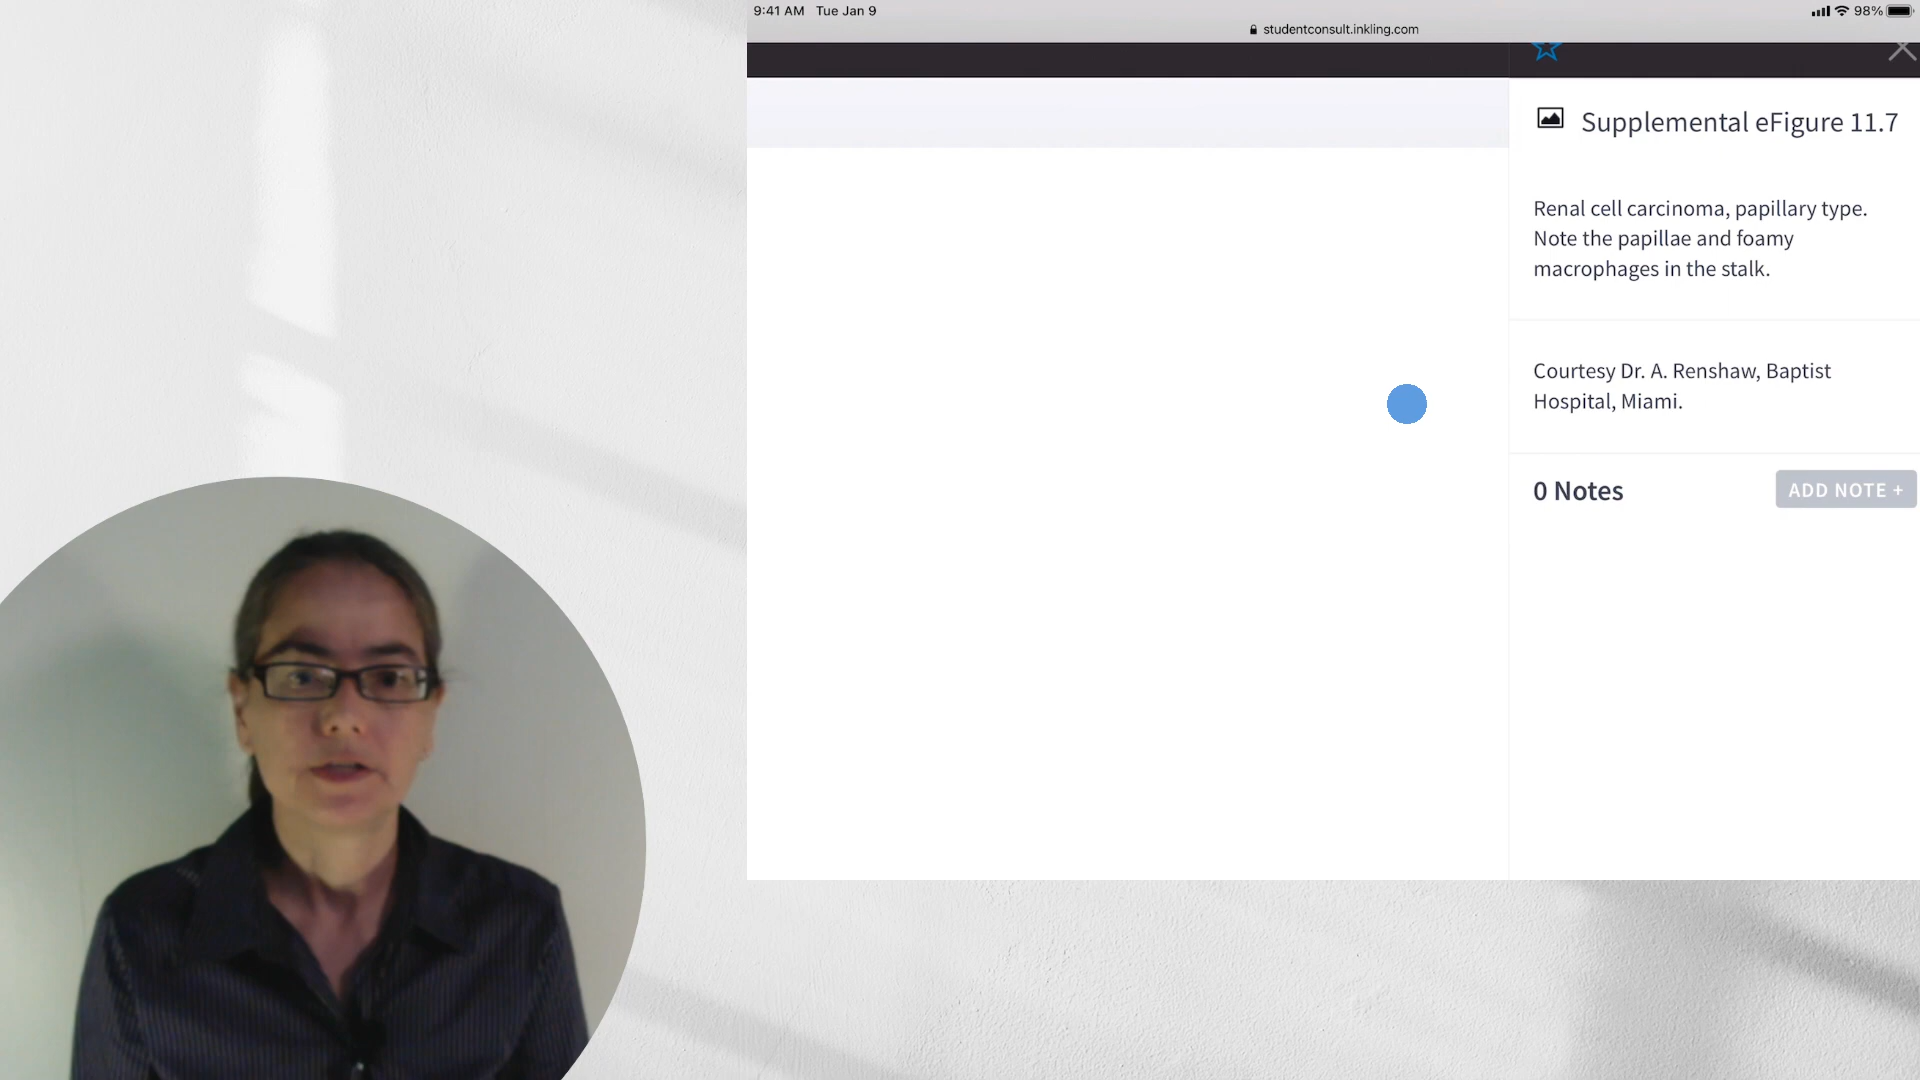 9:41 AM Tue Jan 9
98%
studentconsult.inkling.com
Supplemental eFigure 11.7
Renal cell carcinoma, papillary type.
Note the papillae and foamy
macrophages in the stalk.
Courtesy Dr. A. Renshaw, Baptist
Hospital, Miami.
0 Notes
ADD NOTE +